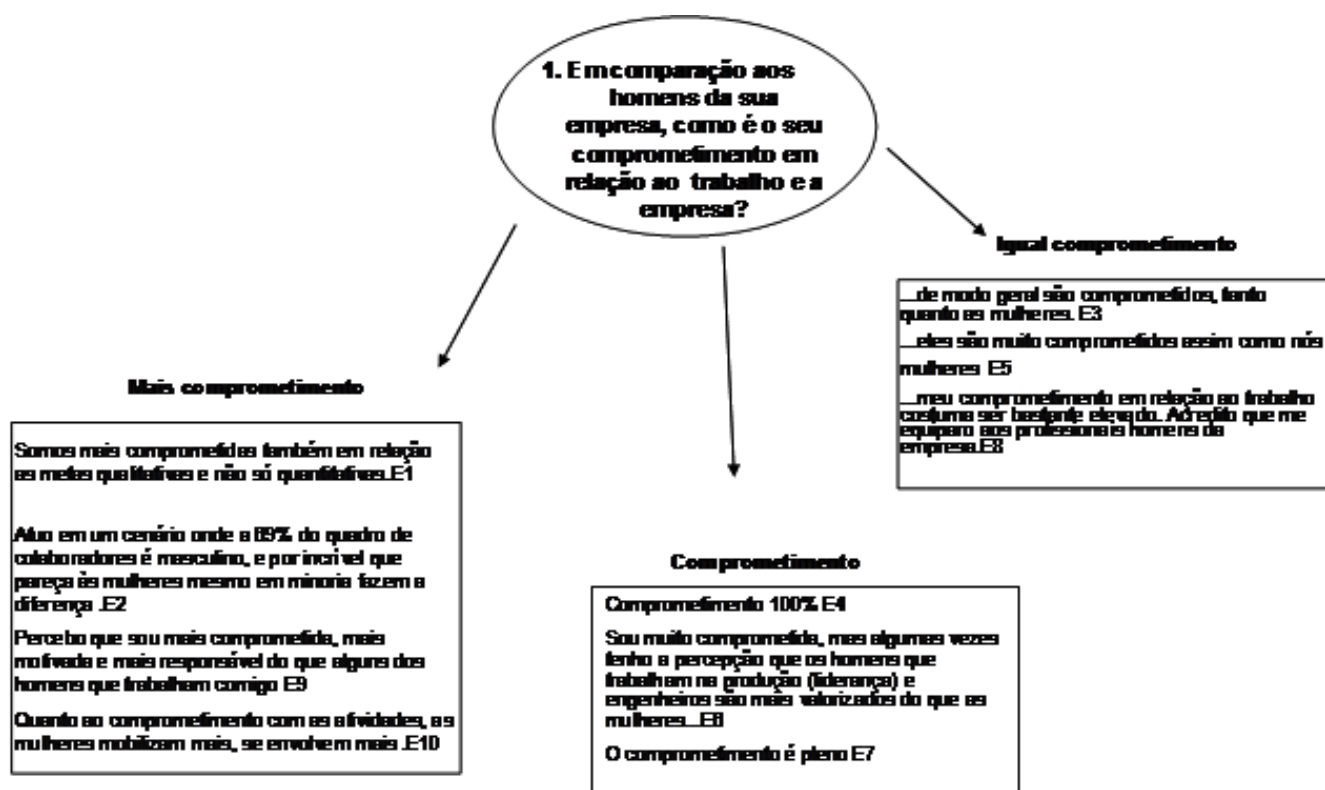 1. Em comparação aos
homens da sua
empresa, como é o seu
comprometimento em
relação ao trabalho e a
empresa?
Igual comprometimento
...de modo geral são comprometidos, tanto
quanto as mulheres. E3
...eles são muito comprometidos assim como nós
mulheres E5
...meu comprometimento em relação ao trabalho
costuma ser bastante elevado. Acredito que me
equiparo aos profissionais homens da
empresa.E8
Mais comprometimento
Somos mais comprometidas também em relação
as metas qualitativas e não só quantitativas.E1
Atuo em um cenário onde a % do quadro de
colaboradores é masculino, e por incrível que
pareça às mulheres mesmo em minoria fazem a
diferença .E2
Percebo que sou mais comprometida, mais
motivada e mais responsável do que alguns dos
homens que trabalham comigo E9
Quanto ao comprometimento com as atividades, as
mulheres mobilizam mais, se envolvem mais .E10
Comprometimento
Comprometimento 100% E4
Sou muito comprometida, mas algumas vezes
tenho a percepção que os homens que
trabalham na produção (liderança) e
engenheiros são mais valorizados do que as
mulheres...E6
O comprometimento é pleno E7